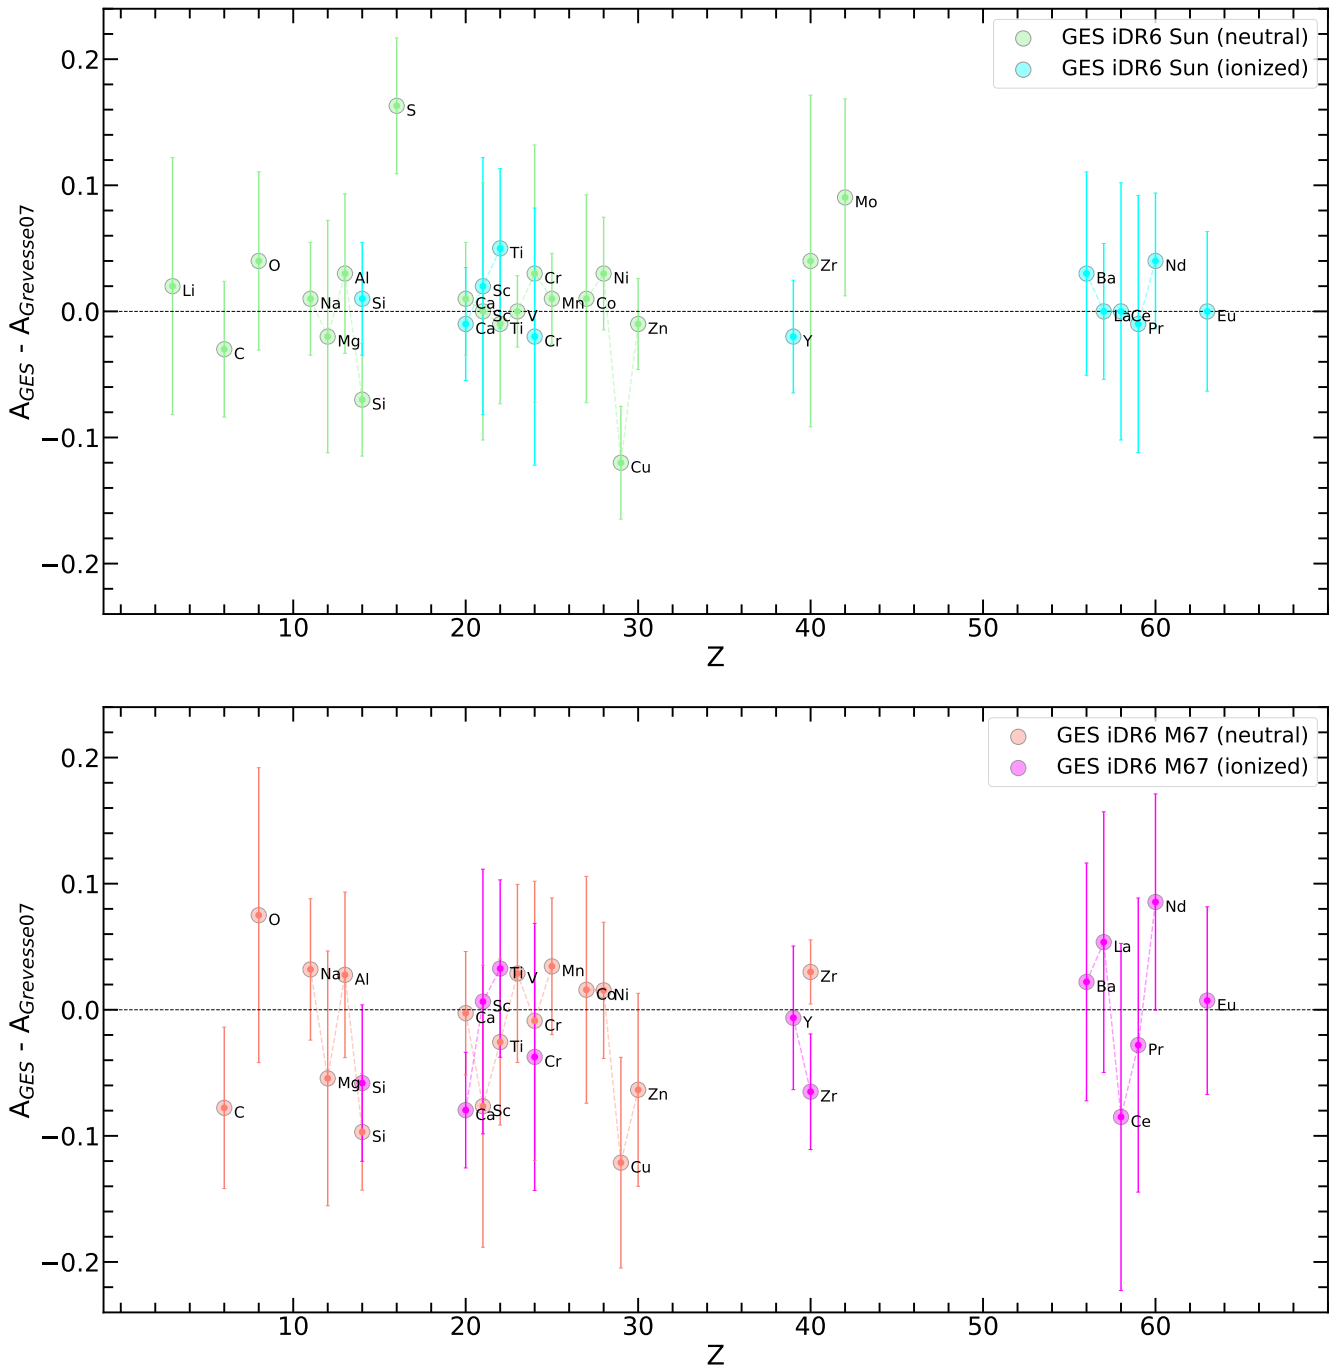 GES iDR6 Sun (neutral)
GES iDR6 Sun (ionized)
0.2
0.1
0.0
−0.1
−0.2
A_GES - A_Grevesse07
Li
C
O
Na
Mg
Al
Si
Si
S
Ca
Ca
Sc
Sc
Ti
Ti
V
Cr
Cr
Mn
Co
Ni
Cu
Zn
Y
Zr
Mo
Ba
La
Ce
Pr
Nd
Eu
10 20 30 40 50 60
Z
GES iDR6 M67 (neutral)
GES iDR6 M67 (ionized)
0.2
0.1
0.0
−0.1
−0.2
A_GES - A_Grevesse07
C
O
Na
Mg
Al
Si
Si
Ca
Ca
Sc
Sc
Ti
Ti
V
Cr
Cr
Mn
Co
Ni
Cu
Zn
Y
Zr
Zr
Ba
La
Ce
Pr
Nd
Eu
10 20 30 40 50 60
Z